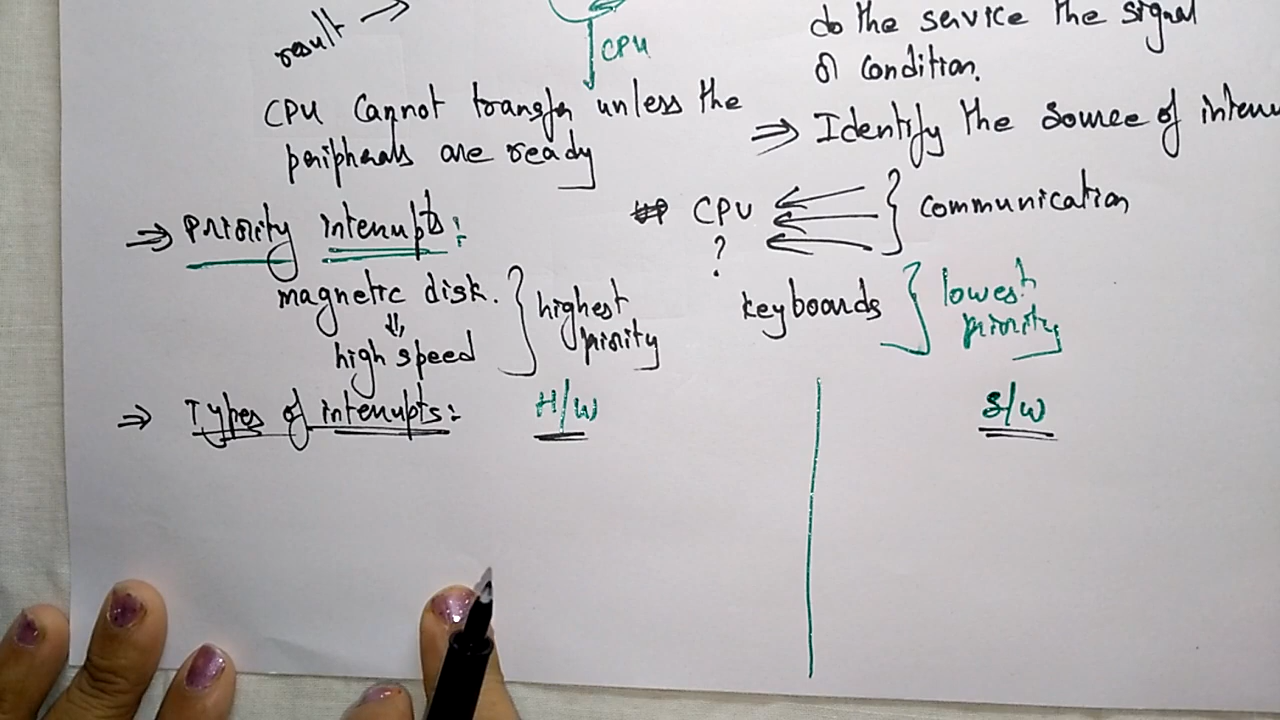 result
CPU
CPU cannot transfer unless the
peripherals are ready
do the service the signal
or condition.
⇒ Identify the source of
⇒ Priority interrupts:
magnetic disk. } highest
⇓ priority
high speed
CPU } communication
?
keyboards } lowest
priority
⇒ Types of interrupts: H/W
S/W